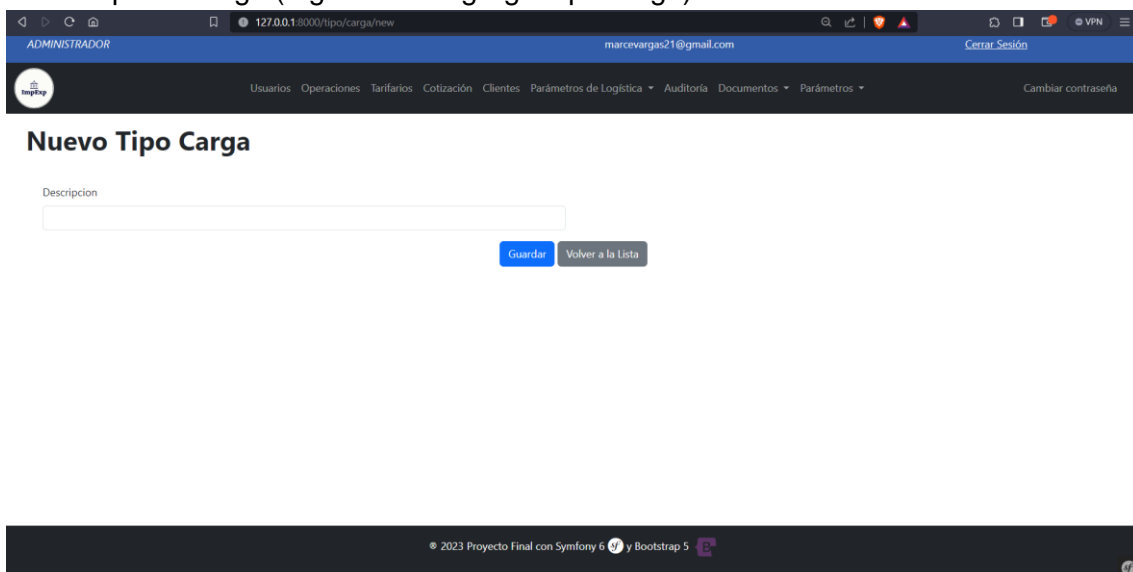 127.0.0.1:8000/tipo/carga/new
VPN
ADMINISTRADOR
marcevargas21@gmail.com
Cerrar Sesión
ImpExp
Usuarios Operaciones Tarifarios Cotización Clientes Parámetros de Logística Auditoría Documentos Parámetros
Cambiar contraseña
Nuevo Tipo Carga
Descripcion
Guardar
Volver a la Lista
© 2023 Proyecto Final con Symfony 6 sf y Bootstrap 5 B
sf